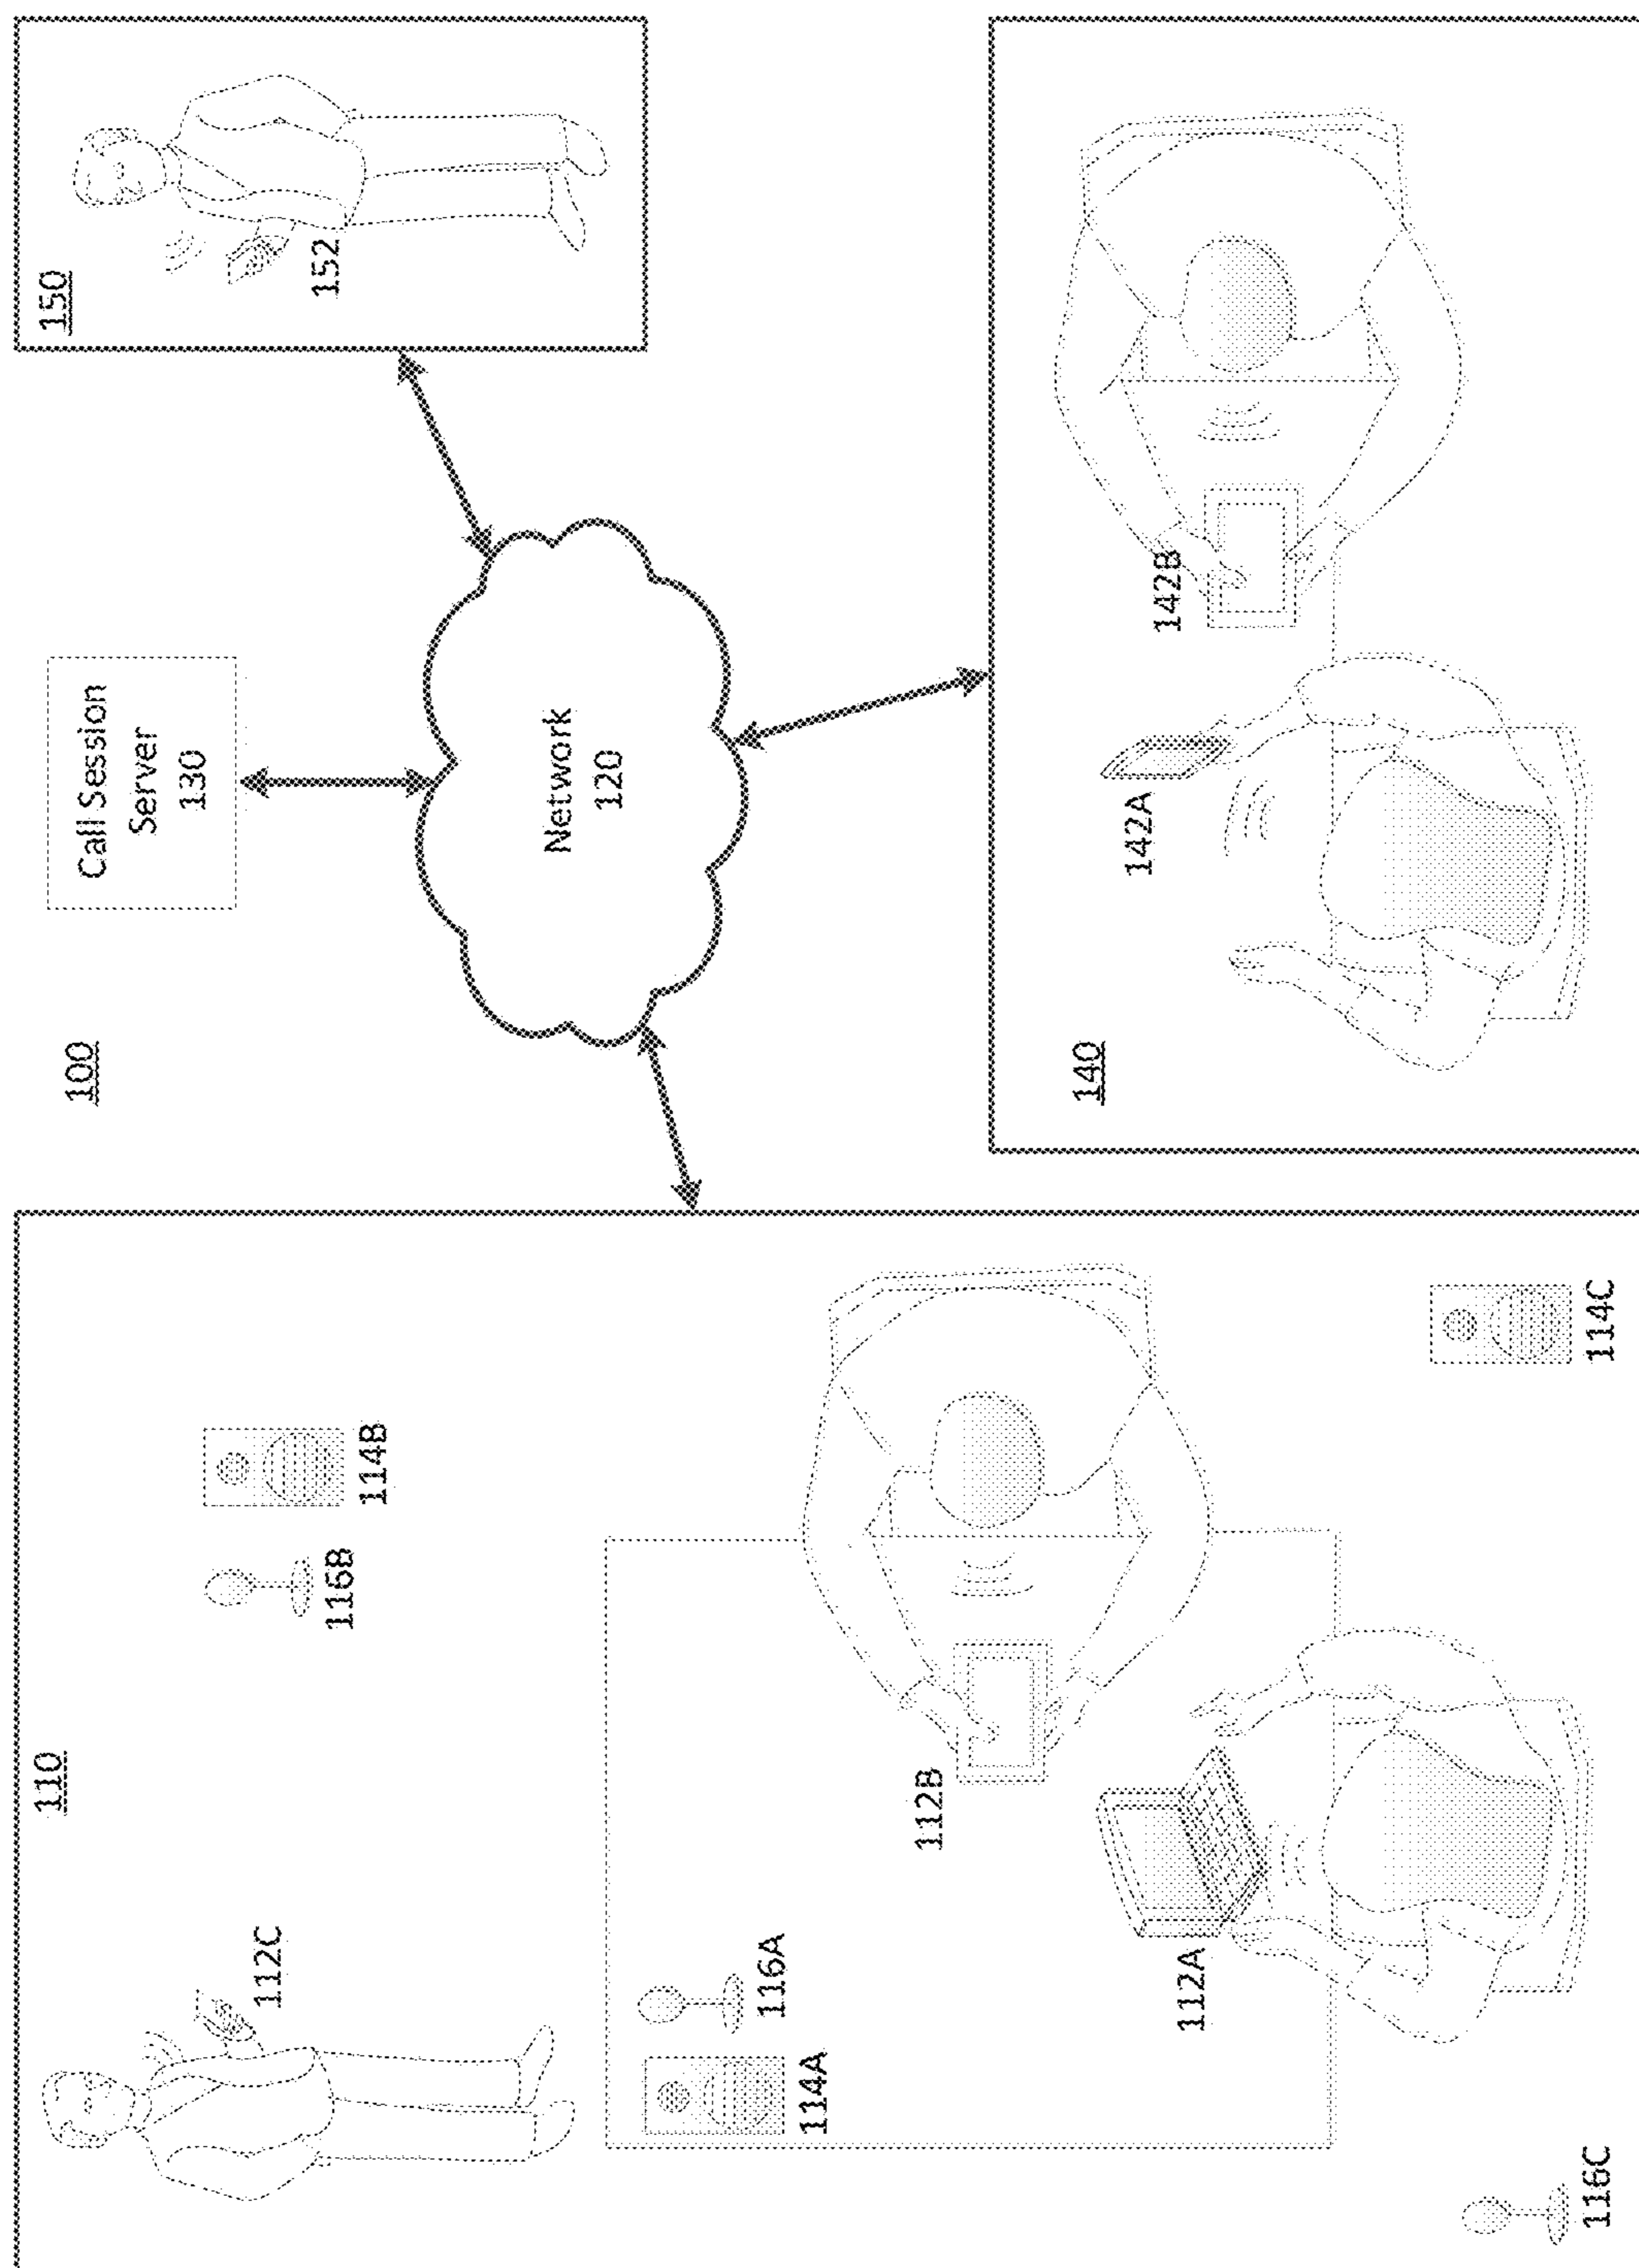 110
100
Call Session
Server
130
150
112C
152
116B
114B
Network
120
114A
116A
112B
140
142A
142B
112A
116C
114C